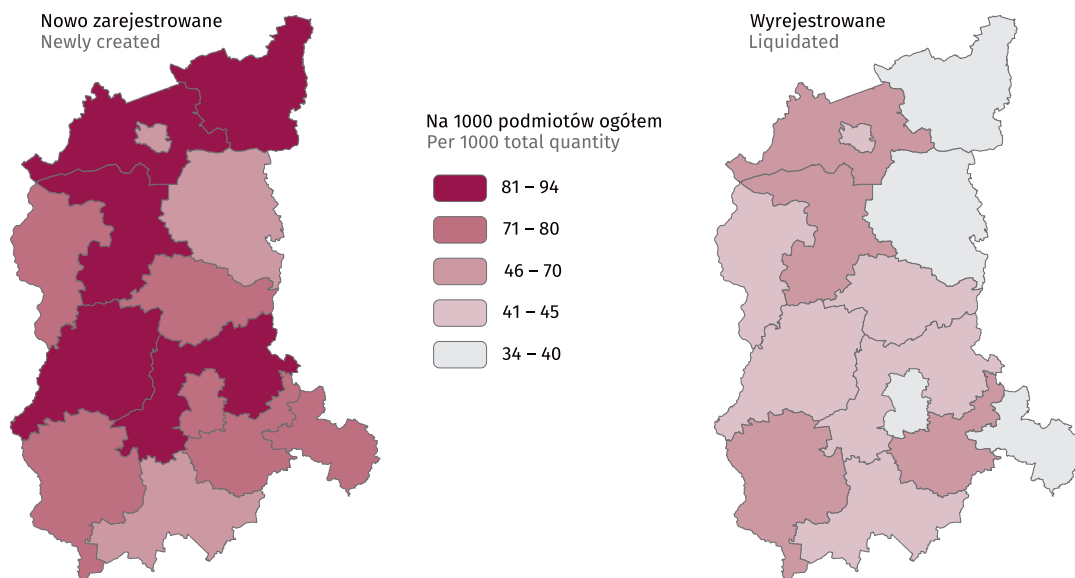 Nowo zarejestrowane
Newly created
Wyrejestrowane
Liquidated
Na 1000 podmiotów ogółem
Per 1000 total quantity
81 – 94
71 – 80
46 – 70
41 – 45
34 – 40